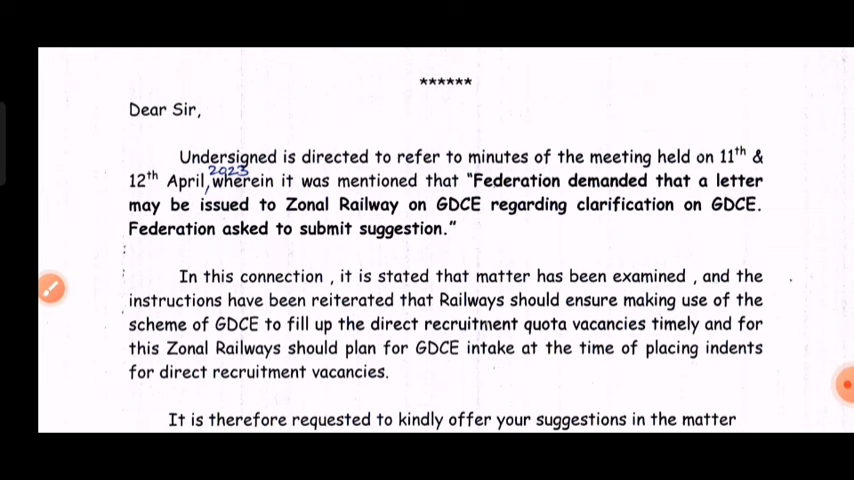 ******
Dear Sir,
Undersigned is directed to refer to minutes of the meeting held on 11th &
2023
12th April, wherein it was mentioned that "Federation demanded that a letter
may be issued to Zonal Railway on GDCE regarding clarification on GDCE.
Federation asked to submit suggestion."
In this connection , it is stated that matter has been examined , and the
instructions have been reiterated that Railways should ensure making use of the
scheme of GDCE to fill up the direct recruitment quota vacancies timely and for
this Zonal Railways should plan for GDCE intake at the time of placing indents
for direct recruitment vacancies.
It is therefore requested to kindly offer your suggestions in the matter